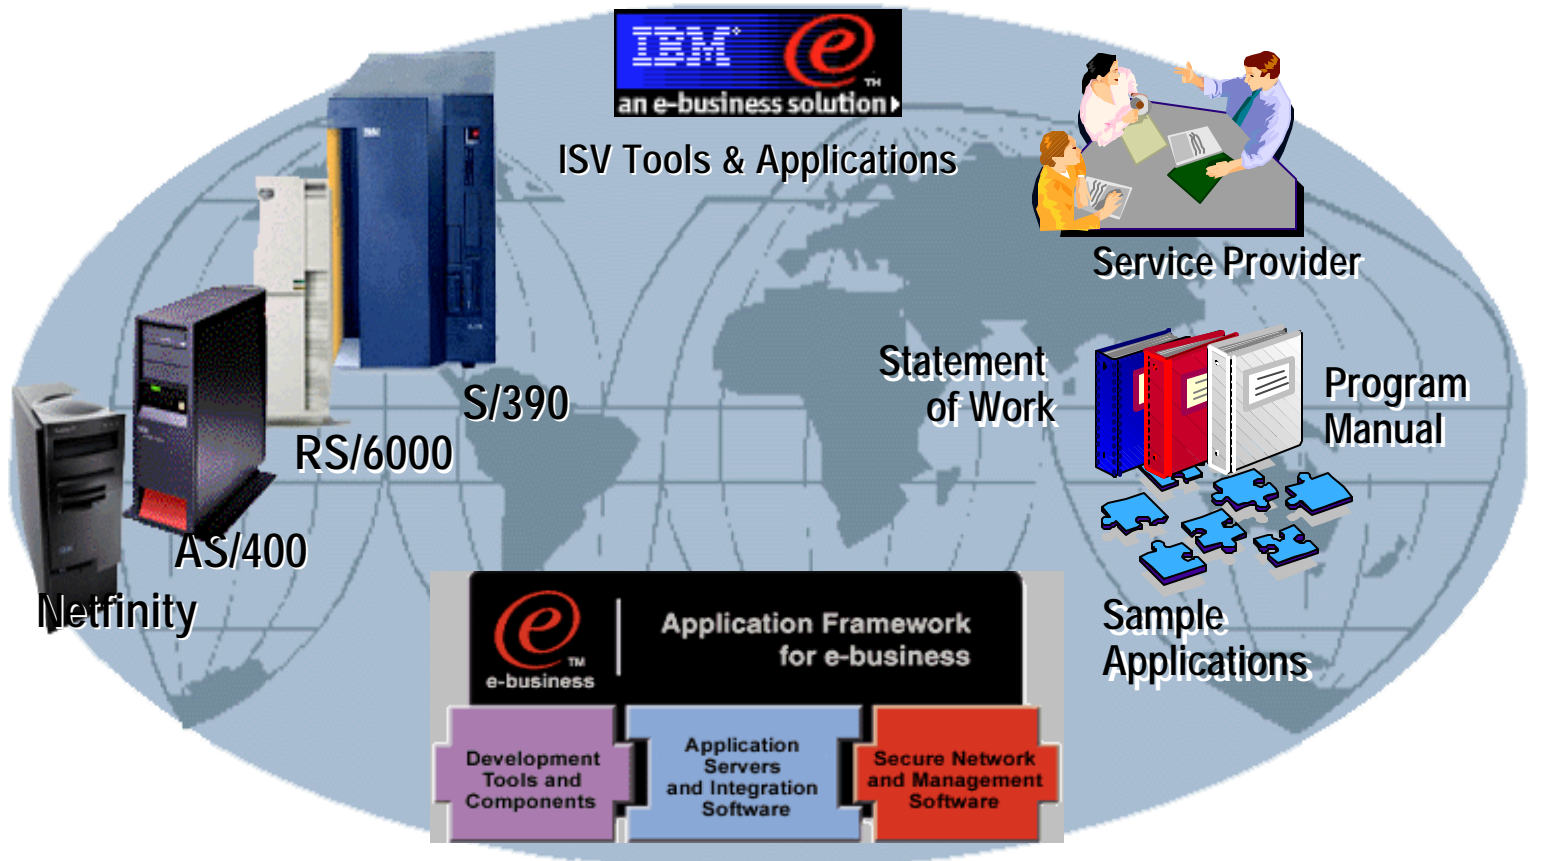 IBM
e™
an e-business solution
ISV Tools & Applications
Service Provider
S/390
RS/6000
AS/400
Netfinity
Statement
of Work
Program
Manual
Sample
Applications
e™
e-business
Application Framework
for e-business
Development
Tools and
Components
Application
Servers
and Integration
Software
Secure Network
and Management
Software